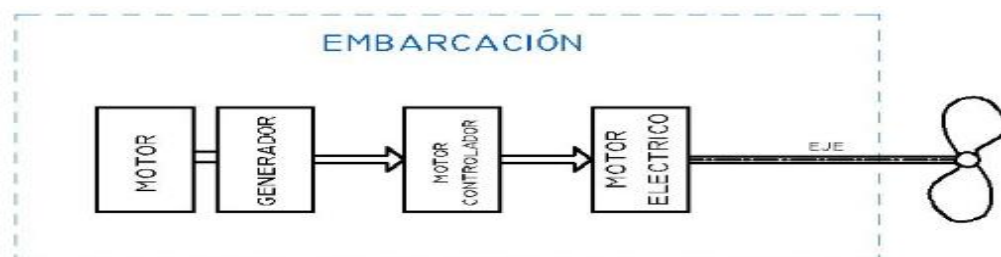 EMBARCACIÓN
MOTOR
GENERADOR
MOTOR
CONTROLADOR
MOTOR
ELECTRICO
EJE